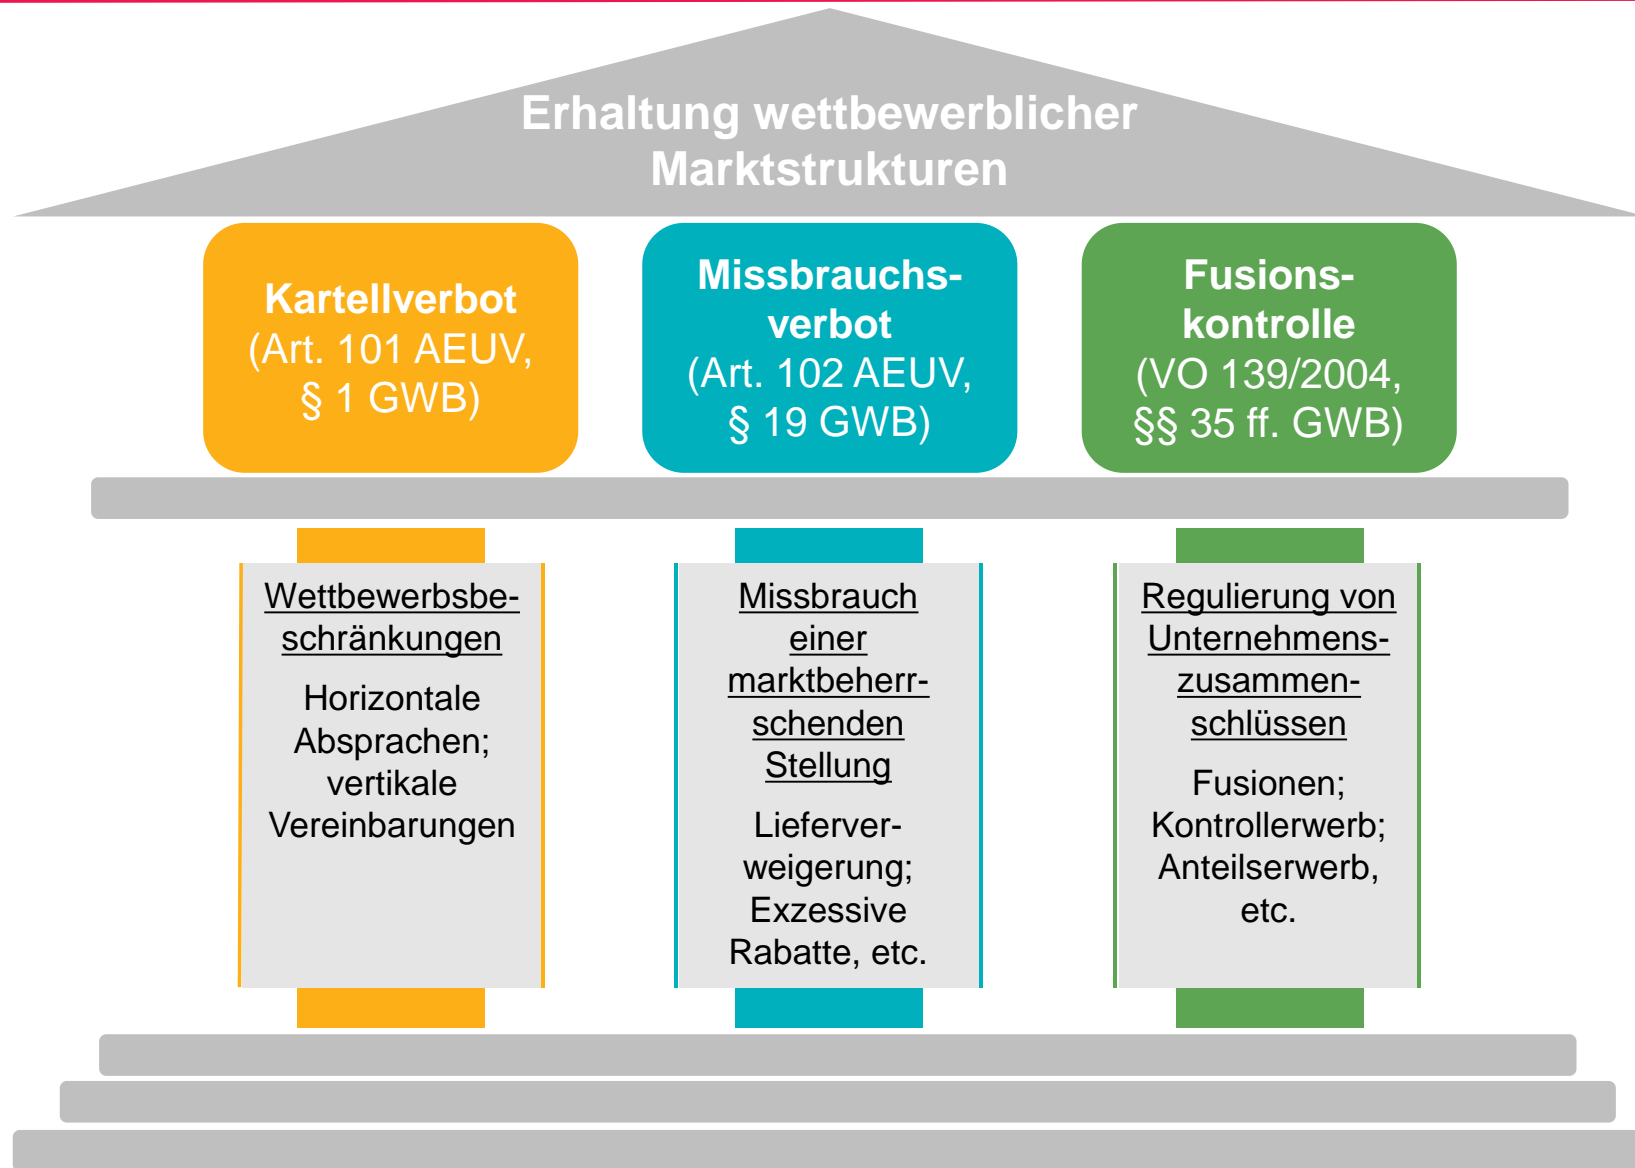 Erhaltung wettbewerblicher
Marktstrukturen
Kartellverbot
(Art. 101 AEUV,
§ 1 GWB)
Missbrauchs-
verbot
(Art. 102 AEUV,
§ 19 GWB)
Fusions-
kontrolle
(VO 139/2004,
§§ 35 ff. GWB)
Wettbewerbsbe-
schränkungen
Horizontale
Absprachen;
vertikale
Vereinbarungen
Missbrauch
einer
marktbeherr-
schenden
Stellung
Lieferver-
weigerung;
Exzessive
Rabatte, etc.
Regulierung von
Unternehmens-
zusammen-
schlüssen
Fusionen;
Kontrollerwerb;
Anteilserwerb,
etc.